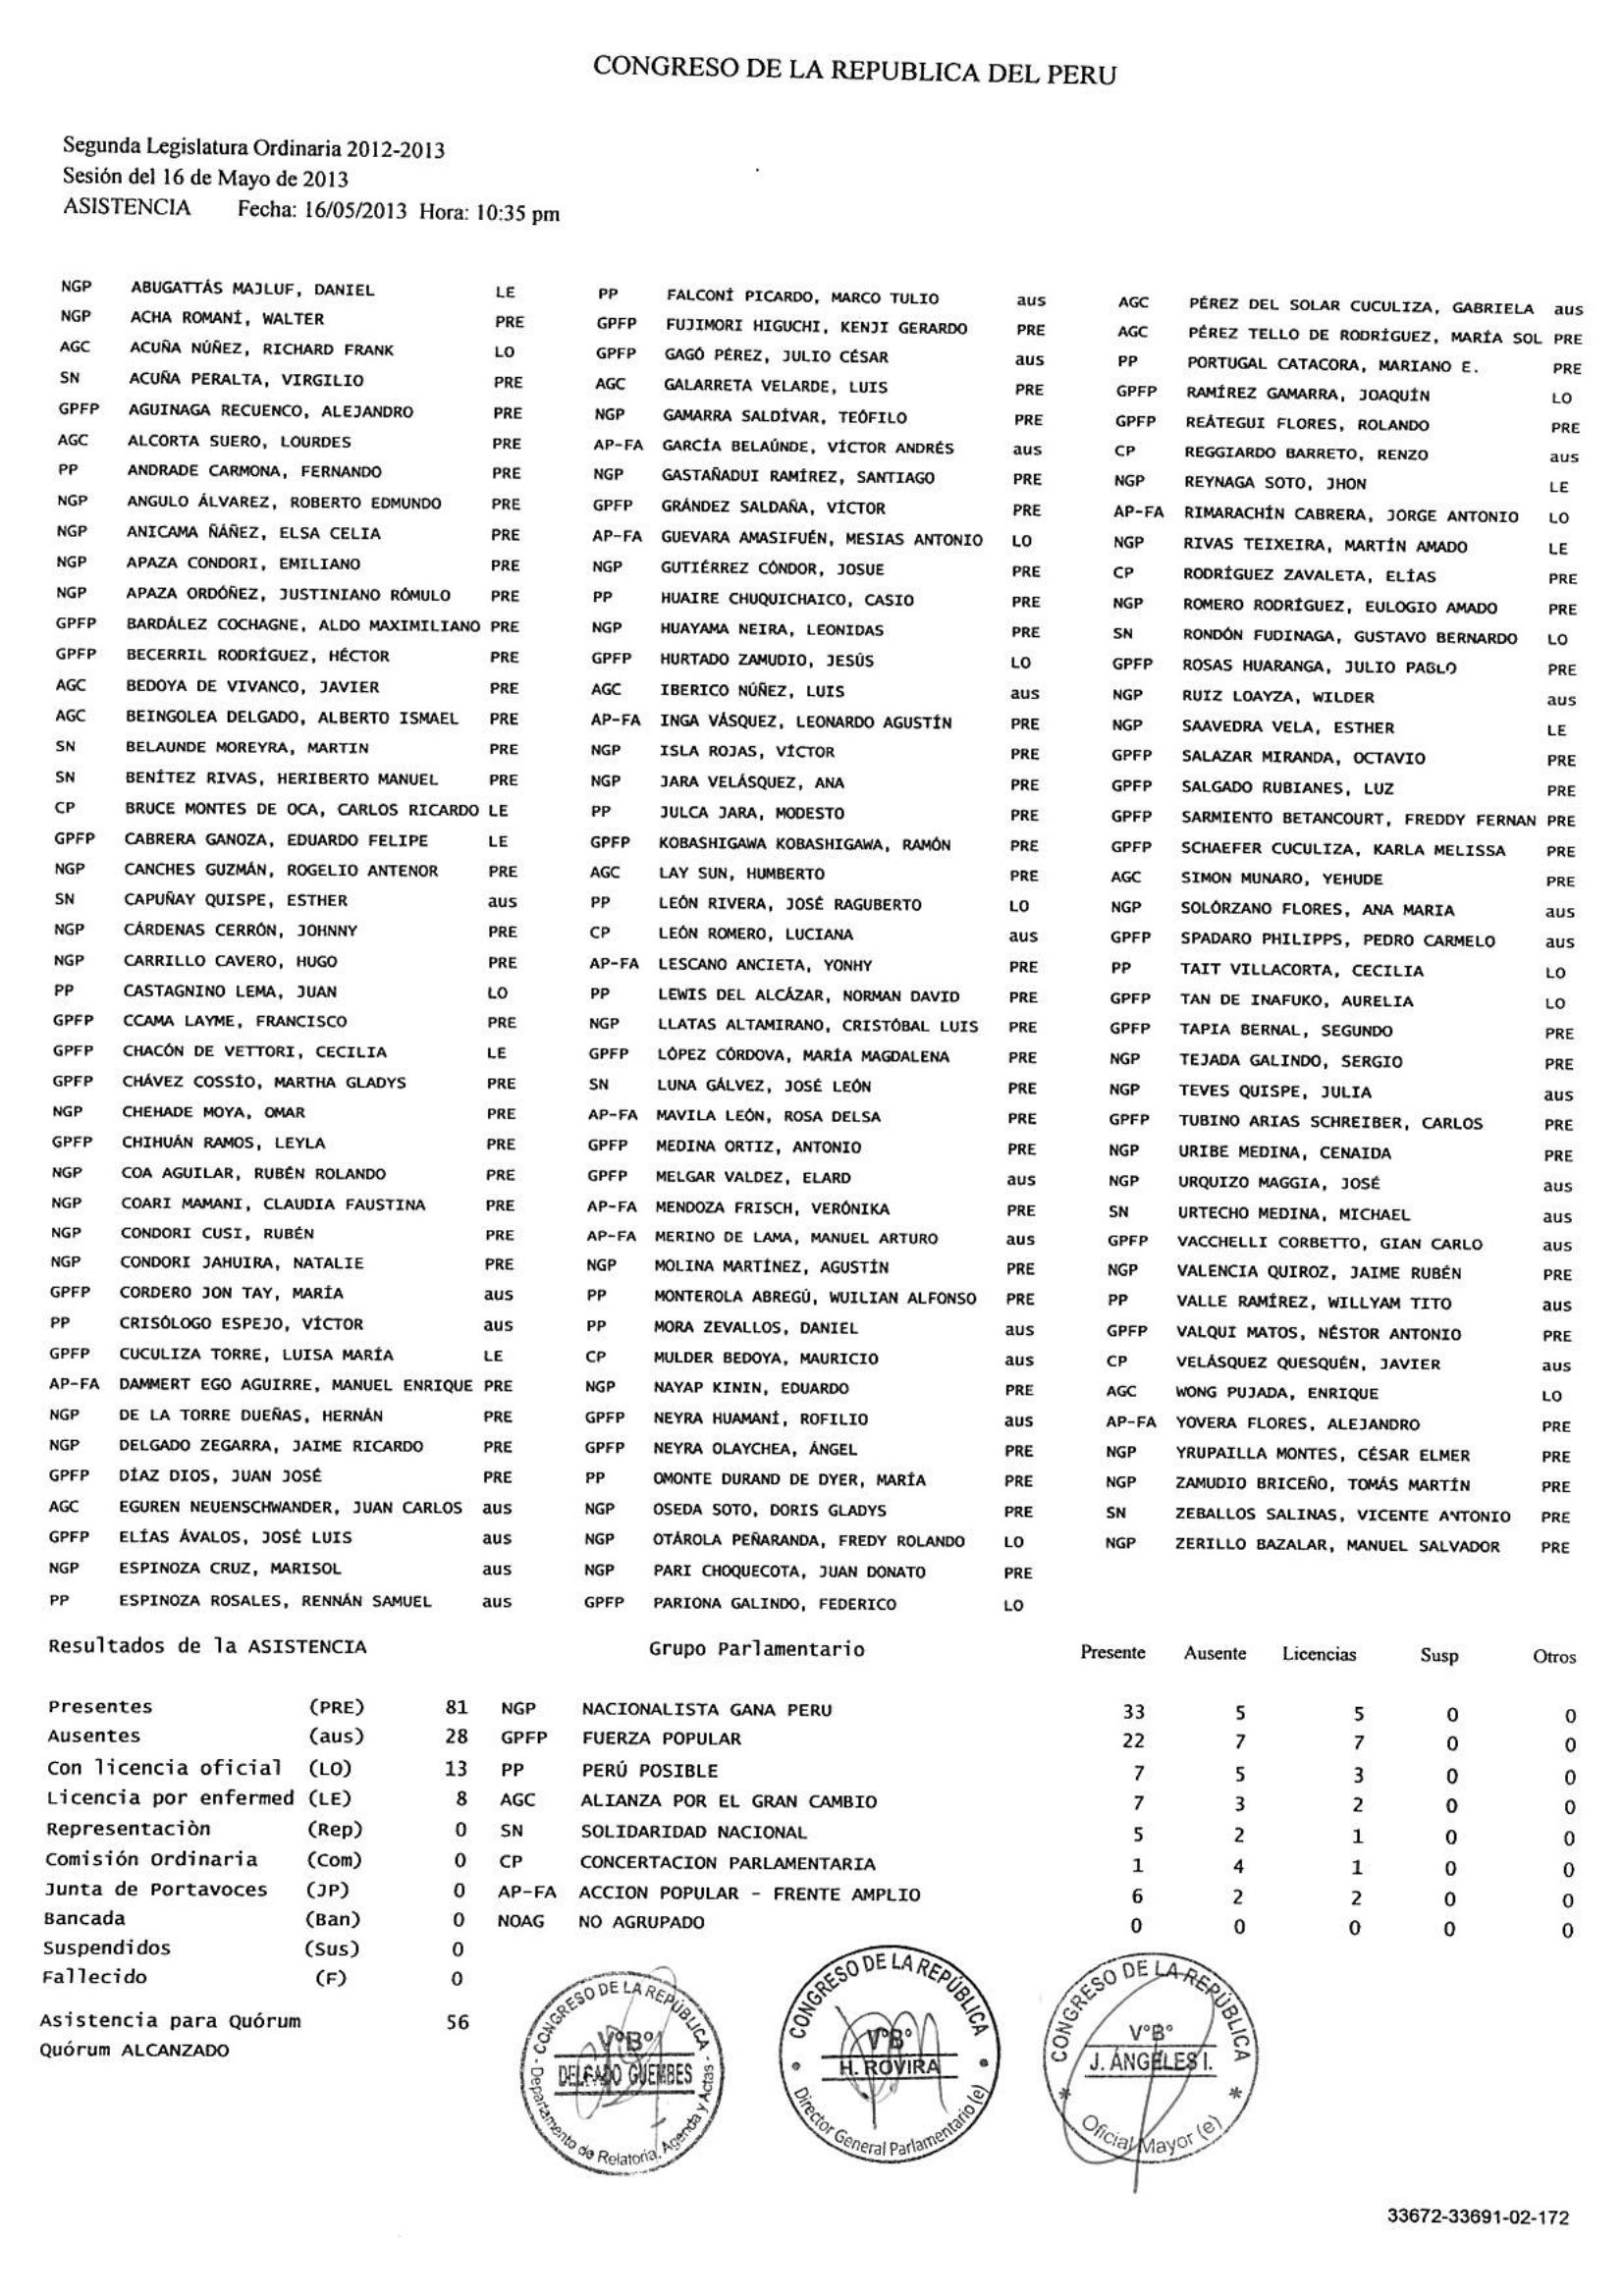 CONGRESO DE LA REPUBLICA DEL PERU
Segunda Legislatura Ordinaria 2012-2013
Sesión del 16 de Mayo de 2013
ASISTENCIA Fecha: 16/05/2013 Hora: 10:35 pm
NGP ABUGATTÁS MAJLUF, DANIEL LE
NGP ACHA ROMANÍ, WALTER PRE
AGC ACUÑA NÚÑEZ, RICHARD FRANK LO
SN ACUÑA PERALTA, VIRGILIO PRE
GPFP AGUINAGA RECUENCO, ALEJANDRO PRE
AGC ALCORTA SUERO, LOURDES PRE
PP ANDRADE CARMONA, FERNANDO PRE
NGP ANGULO ÁLVAREZ, ROBERTO EDMUNDO PRE
NGP ANICAMA ÑÁÑEZ, ELSA CELIA PRE
NGP APAZA CONDORI, EMILIANO PRE
NGP APAZA ORDÓÑEZ, JUSTINIANO RÓMULO PRE
GPFP BARDÁLEZ COCHAGNE, ALDO MAXIMILIANO PRE
GPFP BECERRIL RODRÍGUEZ, HÉCTOR PRE
AGC BEDOYA DE VIVANCO, JAVIER PRE
AGC BEINGOLEA DELGADO, ALBERTO ISMAEL PRE
SN BELAUNDE MOREYRA, MARTIN PRE
SN BENÍTEZ RIVAS, HERIBERTO MANUEL PRE
CP BRUCE MONTES DE OCA, CARLOS RICARDO LE
GPFP CABRERA GANOZA, EDUARDO FELIPE LE
NGP CANCHES GUZMÁN, ROGELIO ANTENOR PRE
SN CAPUÑAY QUISPE, ESTHER aus
NGP CÁRDENAS CERRÓN, JOHNNY PRE
NGP CARRILLO CAVERO, HUGO PRE
PP CASTAGNINO LEMA, JUAN LO
GPFP CCAMA LAYME, FRANCISCO PRE
GPFP CHACÓN DE VETTORI, CECILIA LE
GPFP CHÁVEZ COSSÍO, MARTHA GLADYS PRE
NGP CHEHADE MOYA, OMAR PRE
GPFP CHIHUÁN RAMOS, LEYLA PRE
NGP COA AGUILAR, RUBÉN ROLANDO PRE
NGP COARI MAMANI, CLAUDIA FAUSTINA PRE
NGP CONDORI CUSI, RUBÉN PRE
NGP CONDORI JAHUIRA, NATALIE PRE
GPFP CORDERO JON TAY, MARÍA aus
PP CRISÓLOGO ESPEJO, VÍCTOR aus
GPFP CUCULIZA TORRE, LUISA MARÍA LE
AP-FA DAMMERT EGO AGUIRRE, MANUEL ENRIQUE PRE
NGP DE LA TORRE DUEÑAS, HERNÁN PRE
NGP DELGADO ZEGARRA, JAIME RICARDO PRE
GPFP DÍAZ DIOS, JUAN JOSÉ PRE
AGC EGUREN NEUENSCHWANDER, JUAN CARLOS aus
GPFP ELÍAS ÁVALOS, JOSÉ LUIS aus
NGP ESPINOZA CRUZ, MARISOL aus
PP ESPINOZA ROSALES, RENNÁN SAMUEL aus
PP FALCONÍ PICARDO, MARCO TULIO aus
GPFP FUJIMORI HIGUCHI, KENJI GERARDO PRE
GPFP GAGÓ PÉREZ, JULIO CÉSAR aus
AGC GALARRETA VELARDE, LUIS PRE
NGP GAMARRA SALDÍVAR, TEÓFILO PRE
AP-FA GARCÍA BELAÚNDE, VÍCTOR ANDRÉS aus
NGP GASTAÑADUI RAMÍREZ, SANTIAGO PRE
GPFP GRÁNDEZ SALDAÑA, VÍCTOR PRE
AP-FA GUEVARA AMASIFUÉN, MESIAS ANTONIO LO
NGP GUTIÉRREZ CÓNDOR, JOSUE PRE
PP HUAIRE CHUQUICHAICO, CASIO PRE
NGP HUAYAMA NEIRA, LEONIDAS PRE
GPFP HURTADO ZAMUDIO, JESÚS LO
AGC IBERICO NÚÑEZ, LUIS aus
AP-FA INGA VÁSQUEZ, LEONARDO AGUSTÍN PRE
NGP ISLA ROJAS, VÍCTOR PRE
NGP JARA VELÁSQUEZ, ANA PRE
PP JULCA JARA, MODESTO PRE
GPFP KOBASHIGAWA KOBASHIGAWA, RAMÓN PRE
AGC LAY SUN, HUMBERTO PRE
PP LEÓN RIVERA, JOSÉ RAGUBERTO LO
CP LEÓN ROMERO, LUCIANA aus
AP-FA LESCANO ANCIETA, YONHY PRE
PP LEWIS DEL ALCÁZAR, NORMAN DAVID PRE
NGP LLATAS ALTAMIRANO, CRISTÓBAL LUIS PRE
GPFP LÓPEZ CÓRDOVA, MARÍA MAGDALENA PRE
SN LUNA GÁLVEZ, JOSÉ LEÓN PRE
AP-FA MAVILA LEÓN, ROSA DELSA PRE
GPFP MEDINA ORTIZ, ANTONIO PRE
GPFP MELGAR VALDEZ, ELARD aus
AP-FA MENDOZA FRISCH, VERÓNIKA PRE
AP-FA MERINO DE LAMA, MANUEL ARTURO aus
NGP MOLINA MARTÍNEZ, AGUSTÍN PRE
PP MONTEROLA ABREGÚ, WUILIAN ALFONSO PRE
PP MORA ZEVALLOS, DANIEL aus
CP MULDER BEDOYA, MAURICIO aus
NGP NAYAP KININ, EDUARDO PRE
GPFP NEYRA HUAMANÍ, ROFILIO aus
GPFP NEYRA OLAYCHEA, ÁNGEL PRE
PP OMONTE DURAND DE DYER, MARÍA PRE
NGP OSEDA SOTO, DORIS GLADYS PRE
NGP OTÁROLA PEÑARANDA, FREDY ROLANDO LO
NGP PARI CHOQUECOTA, JUAN DONATO PRE
GPFP PARIONA GALINDO, FEDERICO LO
AGC PÉREZ DEL SOLAR CUCULIZA, GABRIELA aus
AGC PÉREZ TELLO DE RODRÍGUEZ, MARÍA SOL PRE
PP PORTUGAL CATACORA, MARIANO E. PRE
GPFP RAMÍREZ GAMARRA, JOAQUÍN LO
GPFP REÁTEGUI FLORES, ROLANDO PRE
CP REGGIARDO BARRETO, RENZO aus
NGP REYNAGA SOTO, JHON LE
AP-FA RIMARACHÍN CABRERA, JORGE ANTONIO LO
NGP RIVAS TEIXEIRA, MARTÍN AMADO LE
CP RODRÍGUEZ ZAVALETA, ELÍAS PRE
NGP ROMERO RODRÍGUEZ, EULOGIO AMADO PRE
SN RONDÓN FUDINAGA, GUSTAVO BERNARDO LO
GPFP ROSAS HUARANGA, JULIO PABLO PRE
NGP RUIZ LOAYZA, WILDER aus
NGP SAAVEDRA VELA, ESTHER LE
GPFP SALAZAR MIRANDA, OCTAVIO PRE
GPFP SALGADO RUBIANES, LUZ PRE
GPFP SARMIENTO BETANCOURT, FREDDY FERNAN PRE
GPFP SCHAEFER CUCULIZA, KARLA MELISSA PRE
AGC SIMON MUNARO, YEHUDE PRE
NGP SOLÓRZANO FLORES, ANA MARIA aus
GPFP SPADARO PHILIPPS, PEDRO CARMELO aus
PP TAIT VILLACORTA, CECILIA LO
GPFP TAN DE INAFUKO, AURELIA LO
GPFP TAPIA BERNAL, SEGUNDO PRE
NGP TEJADA GALINDO, SERGIO PRE
NGP TEVES QUISPE, JULIA aus
GPFP TUBINO ARIAS SCHREIBER, CARLOS PRE
NGP URIBE MEDINA, CENAIDA PRE
NGP URQUIZO MAGGIA, JOSÉ aus
SN URTECHO MEDINA, MICHAEL aus
GPFP VACCHELLI CORBETTO, GIAN CARLO aus
NGP VALENCIA QUIROZ, JAIME RUBÉN PRE
PP VALLE RAMÍREZ, WILLYAM TITO aus
GPFP VALQUI MATOS, NÉSTOR ANTONIO PRE
CP VELÁSQUEZ QUESQUÉN, JAVIER aus
AGC WONG PUJADA, ENRIQUE LO
AP-FA YOVERA FLORES, ALEJANDRO PRE
NGP YRUPAILLA MONTES, CÉSAR ELMER PRE
NGP ZAMUDIO BRICEÑO, TOMÁS MARTÍN PRE
SN ZEBALLOS SALINAS, VICENTE ANTONIO PRE
NGP ZERILLO BAZALAR, MANUEL SALVADOR PRE
Resultados de la ASISTENCIA
Presentes (PRE) 81
Ausentes (aus) 28
Con licencia oficial (LO) 13
Licencia por enfermed (LE) 8
Representaciòn (Rep) 0
Comisión Ordinaria (Com) 0
Junta de Portavoces (JP) 0
Bancada (Ban) 0
Suspendidos (Sus) 0
Fallecido (F) 0
Asistencia para Quórum 56
Quórum ALCANZADO
Grupo Parlamentario Presente Ausente Licencias Susp Otros
NGP NACIONALISTA GANA PERU 33 5 5 0 0
GPFP FUERZA POPULAR 22 7 7 0 0
PP PERÚ POSIBLE 7 5 3 0 0
AGC ALIANZA POR EL GRAN CAMBIO 7 3 2 0 0
SN SOLIDARIDAD NACIONAL 5 2 1 0 0
CP CONCERTACION PARLAMENTARIA 1 4 1 0 0
AP-FA ACCION POPULAR - FRENTE AMPLIO 6 2 2 0 0
NOAG NO AGRUPADO 0 0 0 0 0
CONGRESO DE LA REPÚBLICA
V°B°
DELGADO GUEMBES
Departamento de Relatoria, Agenda y Actas
CONGRESO DE LA REPÚBLICA
V°B°
H. ROVIRA
Director General Parlamentario (e)
CONGRESO DE LA REPÚBLICA
V°B°
J. ÁNGELES I.
Oficial Mayor (e)
33672-33691-02-172